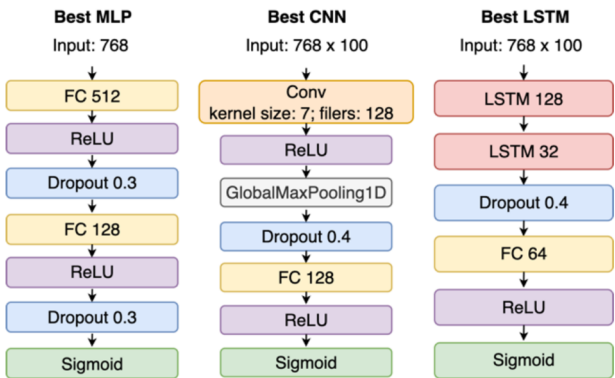 Best MLP
Input: 768
FC 512
ReLU
Dropout 0.3
FC 128
ReLU
Dropout 0.3
Sigmoid
Best CNN
Input: 768 x 100
Conv
kernel size: 7; filers: 128
ReLU
GlobalMaxPooling1D
Dropout 0.4
FC 128
ReLU
Sigmoid
Best LSTM
Input: 768 x 100
LSTM 128
LSTM 32
Dropout 0.4
FC 64
ReLU
Sigmoid